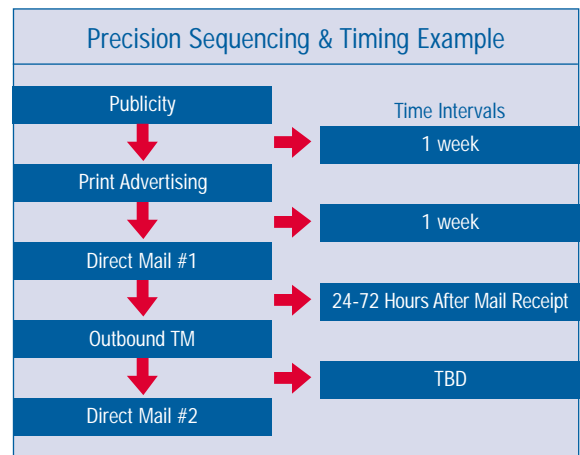 Precision Sequencing & Timing Example
Publicity
Time Intervals
1 week
Print Advertising
1 week
Direct Mail #1
24-72 Hours After Mail Receipt
Outbound TM
TBD
Direct Mail #2